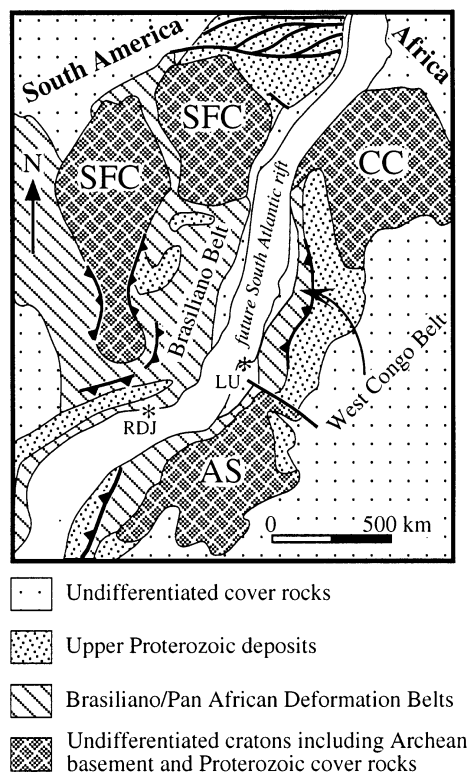 South America
Africa
SFC
SFC
CC
N
Brasiliano Belt
future South Atlantic rift
West Congo Belt
LU
*
*
RDJ
AS
0 500 km
Undifferentiated cover rocks
Upper Proterozoic deposits
Brasiliano/Pan African Deformation Belts
Undifferentiated cratons including Archean
basement and Proterozoic cover rocks